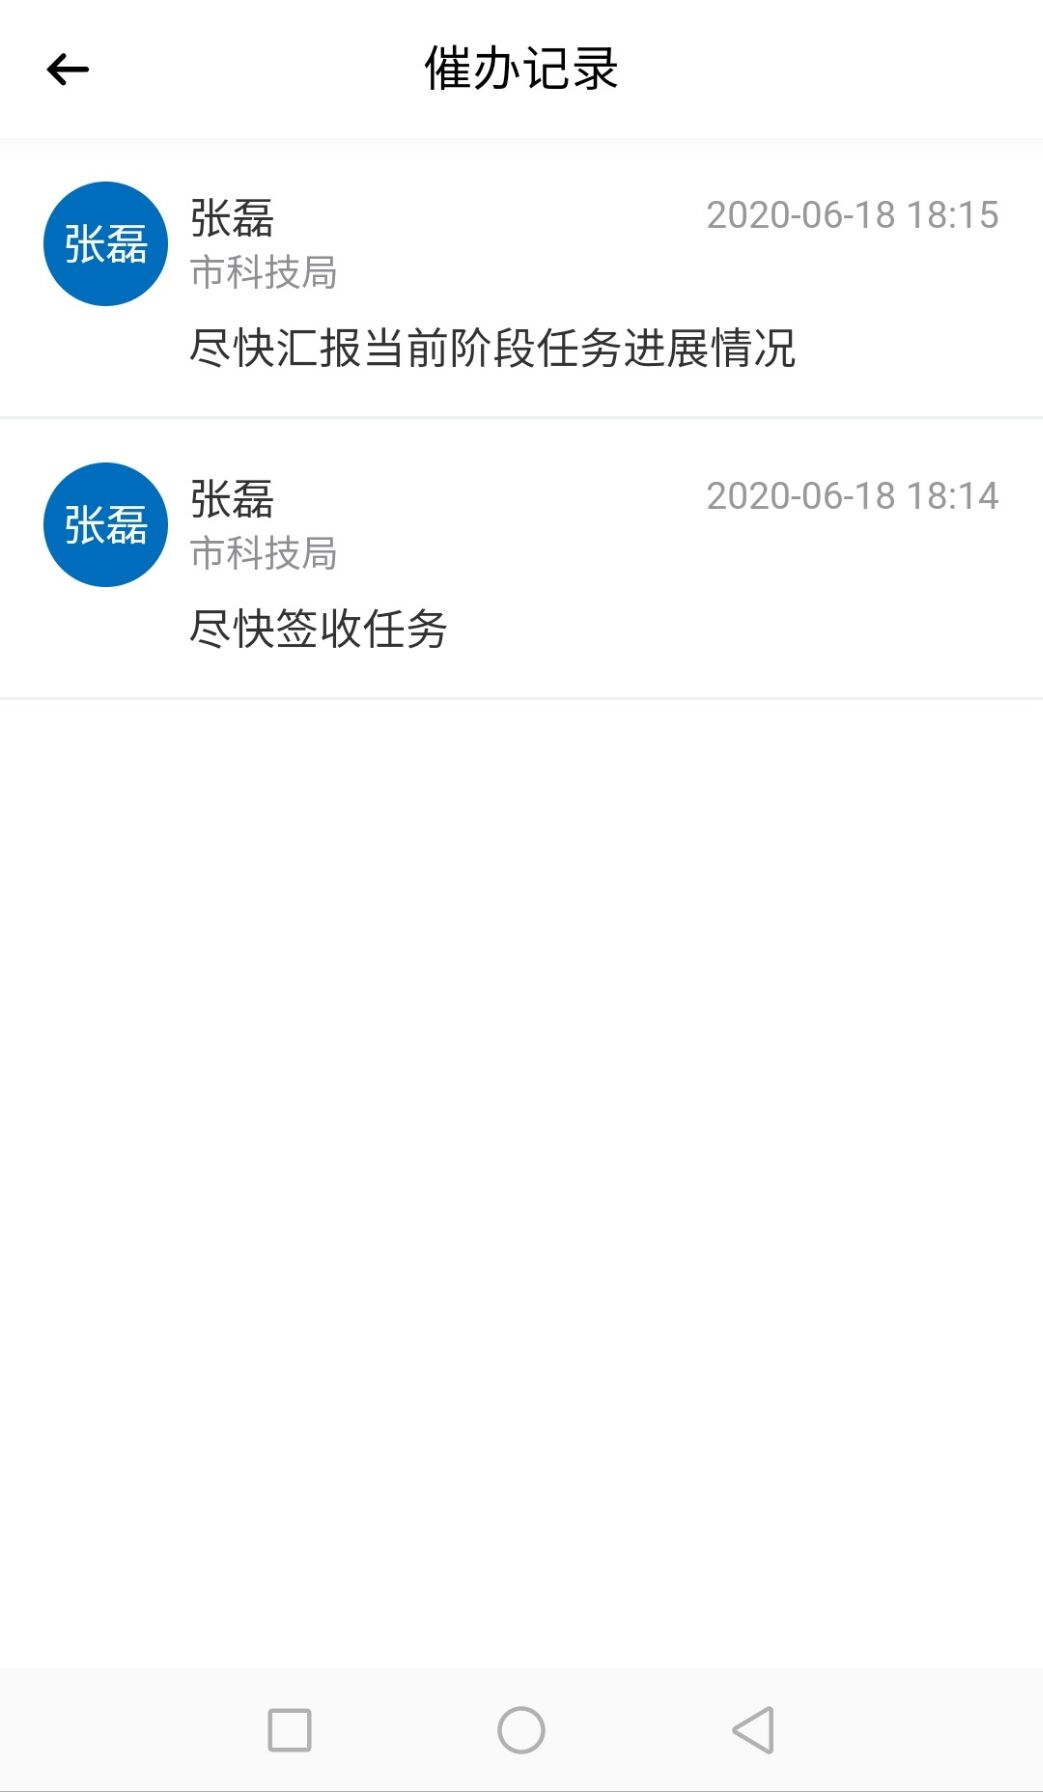 催办记录
张磊
张磊
2020-06-18 18:15
市科技局
尽快汇报当前阶段任务进展情况
张磊
张磊
2020-06-18 18:14
市科技局
尽快签收任务